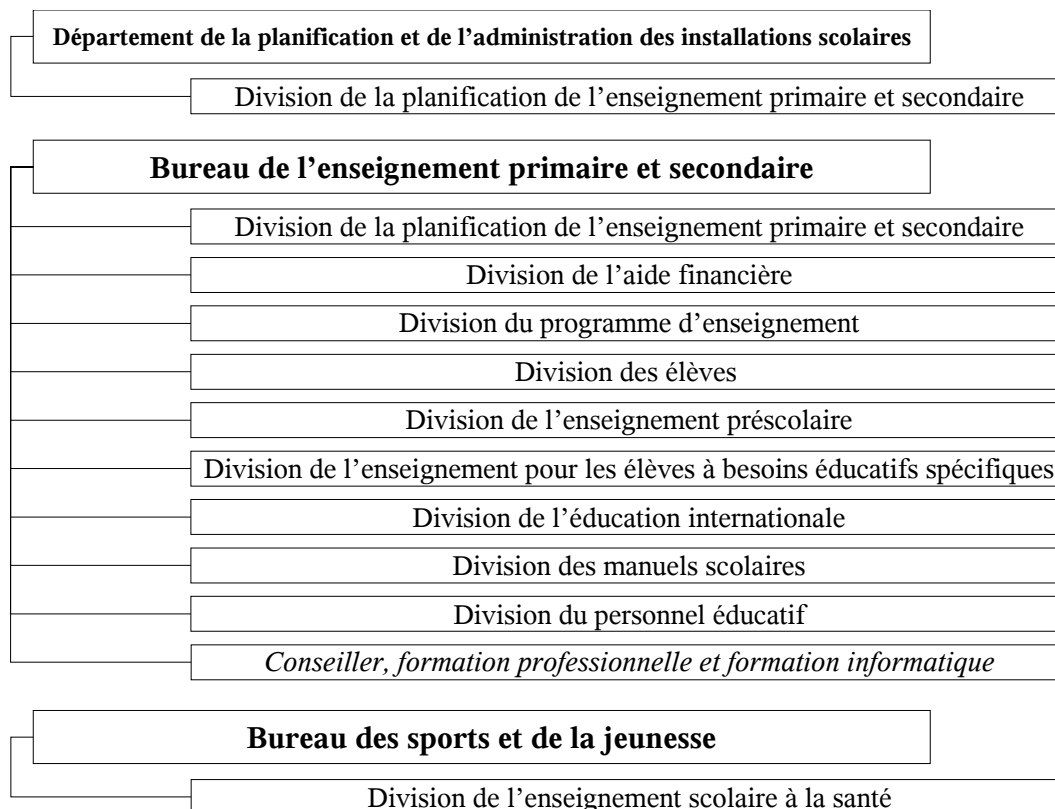 Département de la planification et de l’administration des installations scolaires
Division de la planification de l’enseignement primaire et secondaire
Bureau de l’enseignement primaire et secondaire
Division de la planification de l’enseignement primaire et secondaire
Division de l’aide financière
Division du programme d’enseignement
Division des élèves
Division de l’enseignement préscolaire
Division de l’enseignement pour les élèves à besoins éducatifs spécifiques
Division de l’éducation internationale
Division des manuels scolaires
Division du personnel éducatif
Conseiller, formation professionnelle et formation informatique
Bureau des sports et de la jeunesse
Division de l’enseignement scolaire à la santé